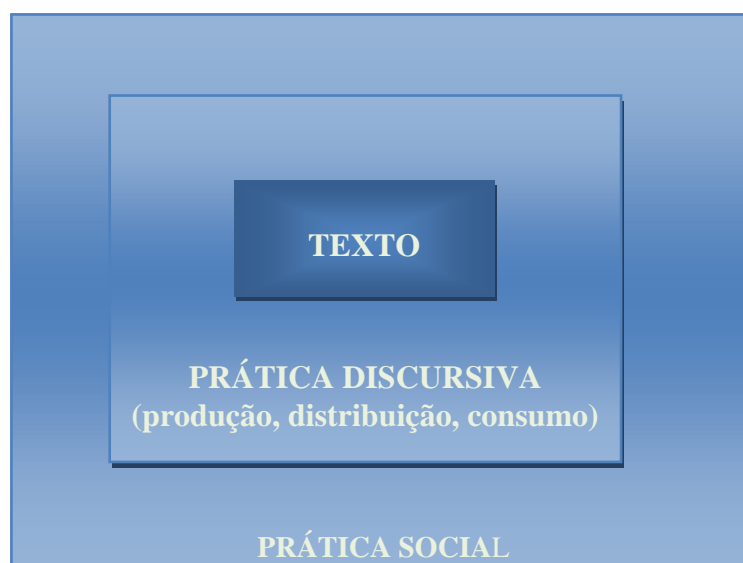 TEXTO
PRÁTICA DISCURSIVA
(produção, distribuição, consumo)
PRÁTICA SOCIAL